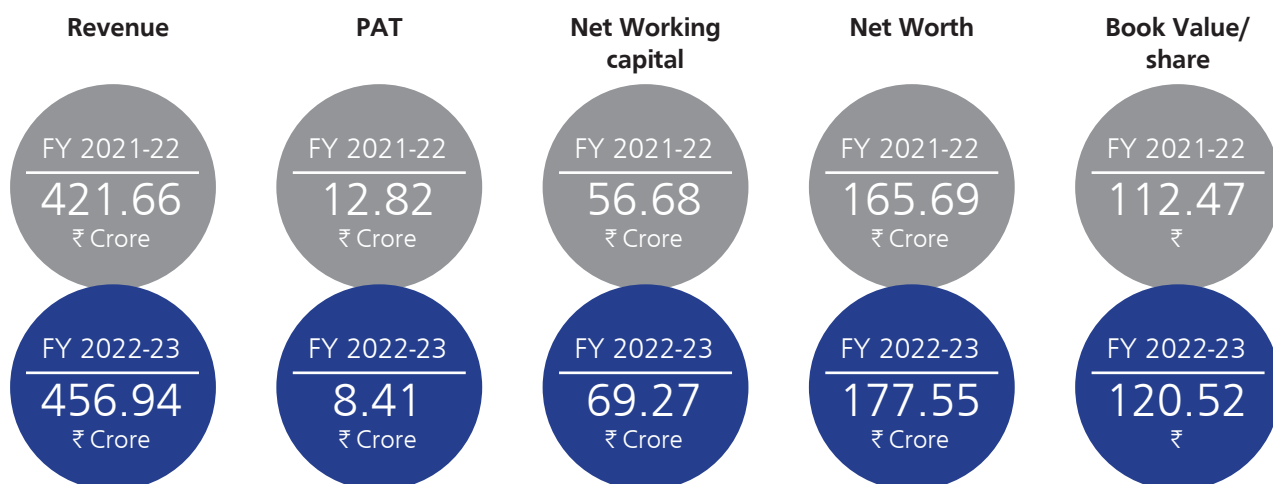 Revenue
FY 2021-22
421.66
₹ Crore
FY 2022-23
456.94
₹ Crore
PAT
FY 2021-22
12.82
₹ Crore
FY 2022-23
8.41
₹ Crore
Net Working
capital
FY 2021-22
56.68
₹ Crore
FY 2022-23
69.27
₹ Crore
Net Worth
FY 2021-22
165.69
₹ Crore
FY 2022-23
177.55
₹ Crore
Book Value/
share
FY 2021-22
112.47
₹
FY 2022-23
120.52
₹